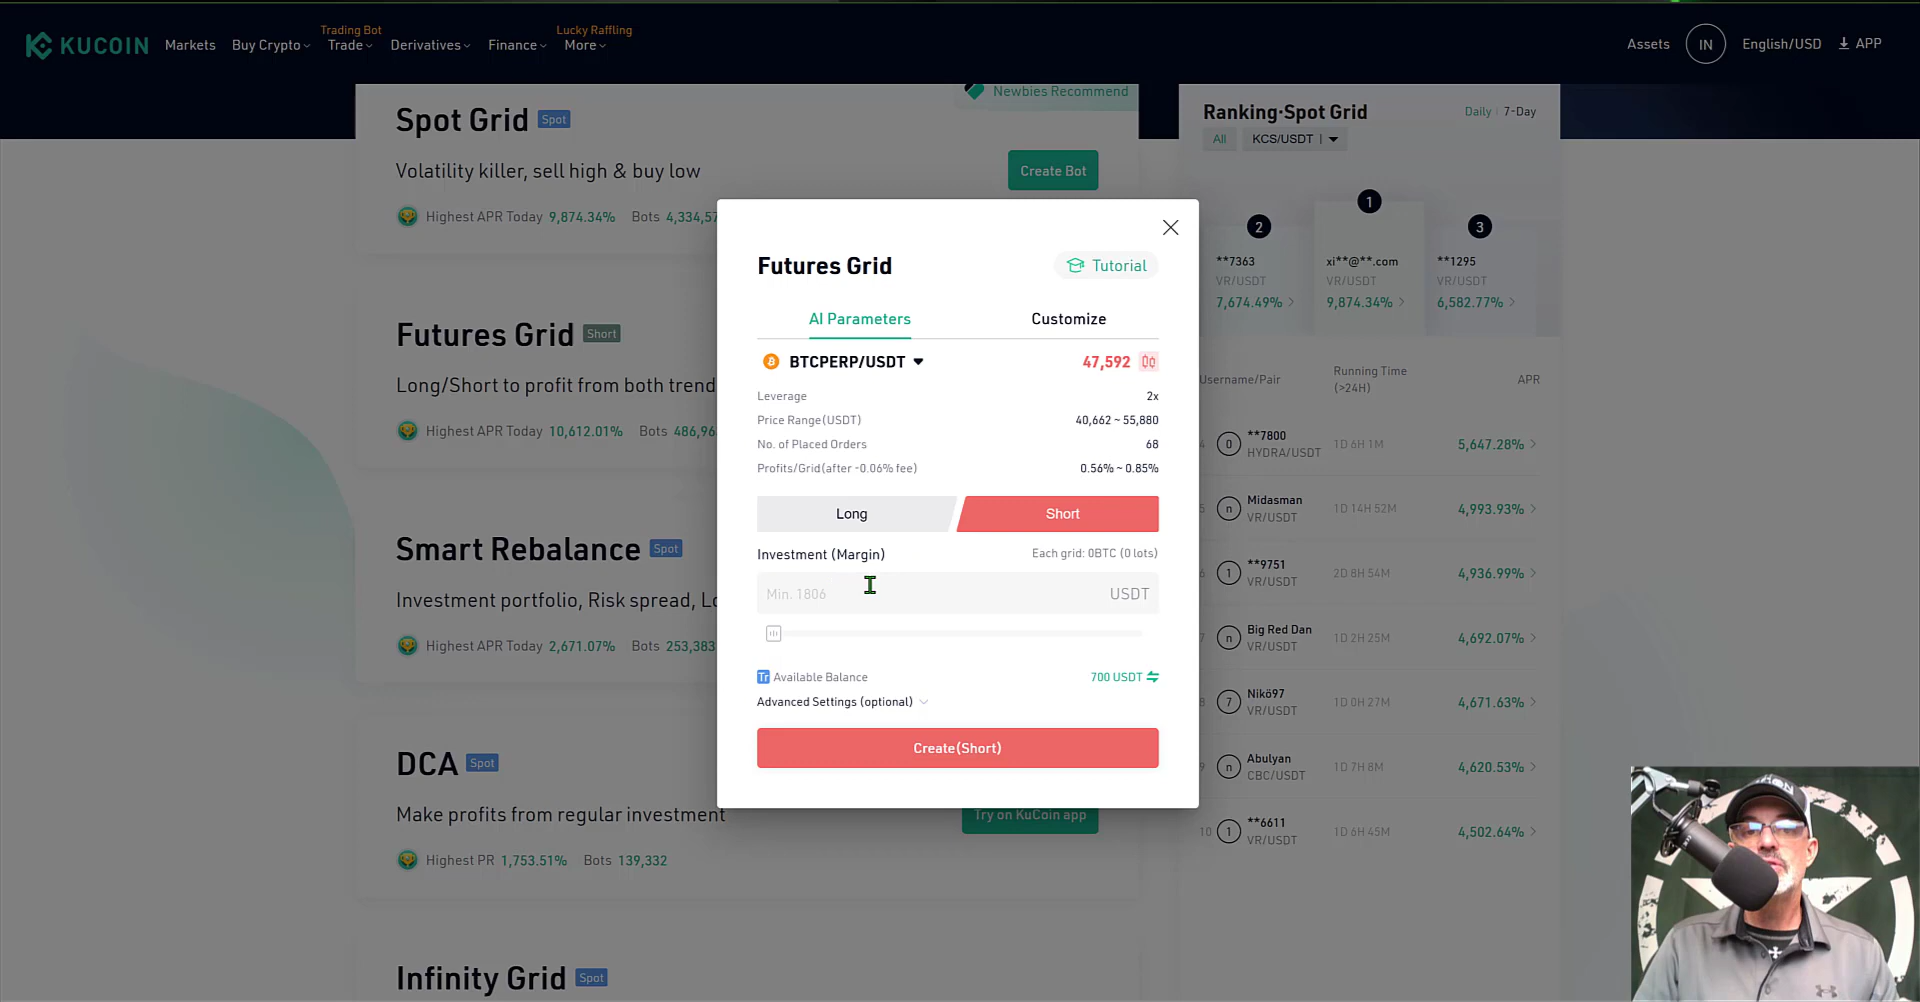 Trading Bot
Lucky Raffling
KUCOIN
Markets
Buy Crypto
Trade
Derivatives
Finance
More
Assets
IN
English/USD
APP
Newbies Recommend
Spot Grid
Spot
Volatility killer, sell high & buy low
Create Bot
Highest APR Today 9,874.34% Bots
Futures Grid
Short
Long/Short to profit from both trend
Highest APR Today 10,612.01% Bots
Smart Rebalance
Spot
Investment portfolio, Risk spread,
Highest APR Today 2,671.07% Bots 253,383
DCA
Spot
Make profits from regular investment
Try on KuCoin app
Highest PR 1,753.51% Bots 139,332
Infinity Grid
Spot
Futures Grid
Tutorial
AI Parameters
Customize
BTCPERP/USDT
47,592
Leverage
2x
Price Range(USDT)
40,662 ~ 55,880
No. of Placed Orders
68
Profits/Grid(after -0.06% fee)
0.56% ~ 0.85%
Long
Short
Investment (Margin)
Each grid: 0BTC (0 lots)
Min. 1806
USDT
Tr Available Balance
700 USDT
Advanced Settings (optional)
Create(Short)
Ranking·Spot Grid
Daily
7-Day
All
KCS/USDT
1
2
3
**7363
VR/USDT
7,674.49%
xi**@**.com
VR/USDT
9,874.34%
**1295
VR/USDT
6,582.77%
Username/Pair
Running Time
(>24H)
APR
0 **7800
HYDRA/USDT
1D 6H 1M
5,647.28%
n Midasman
VR/USDT
1D 14H 52M
4,993.93%
1 **9751
VR/USDT
2D 8H 54M
4,936.99%
n Big Red Dan
VR/USDT
1D 2H 25M
4,692.07%
7 Nikö97
VR/USDT
1D 0H 27M
4,671.63%
n Abulyan
CBC/USDT
1D 7H 8M
4,620.53%
10 1 **6611
VR/USDT
1D 6H 45M
4,502.64%